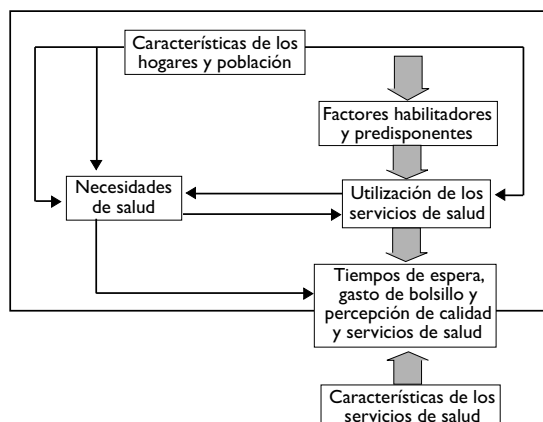 Características de los
hogares y población
Factores habilitadores
y predisponentes
Necesidades
de salud
Utilización de los
servicios de salud
Tiempos de espera,
gasto de bolsillo y
percepción de calidad
y servicios de salud
Características de los
servicios de salud